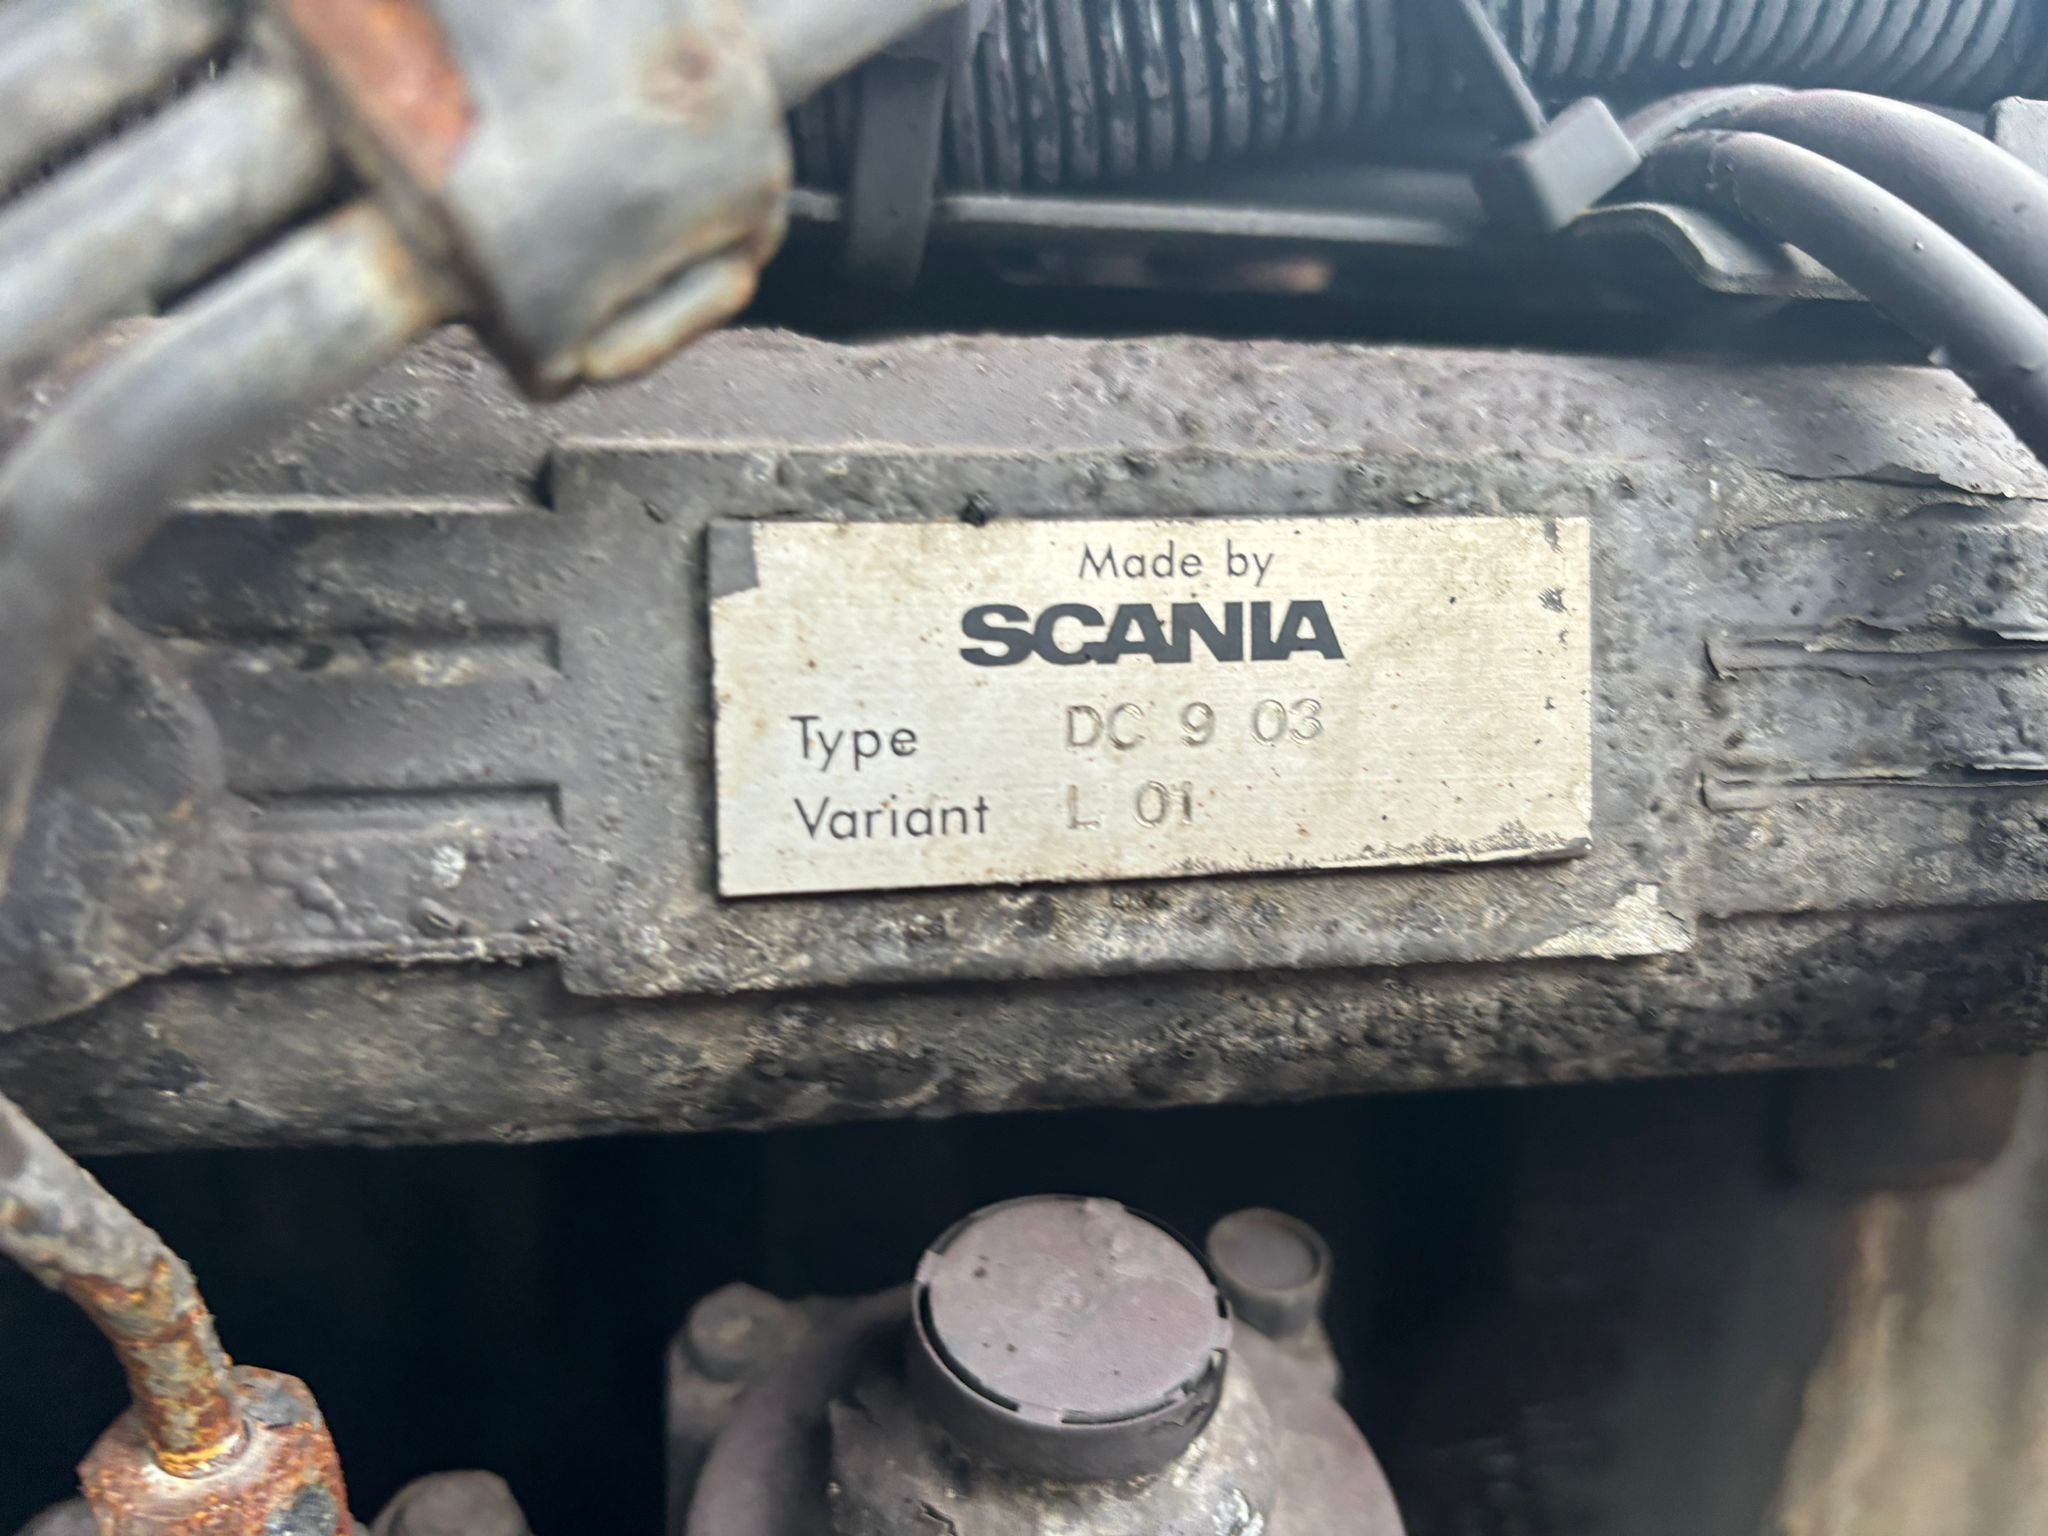 Made by
SCANIA
Type DC 9 03
Variant L 01